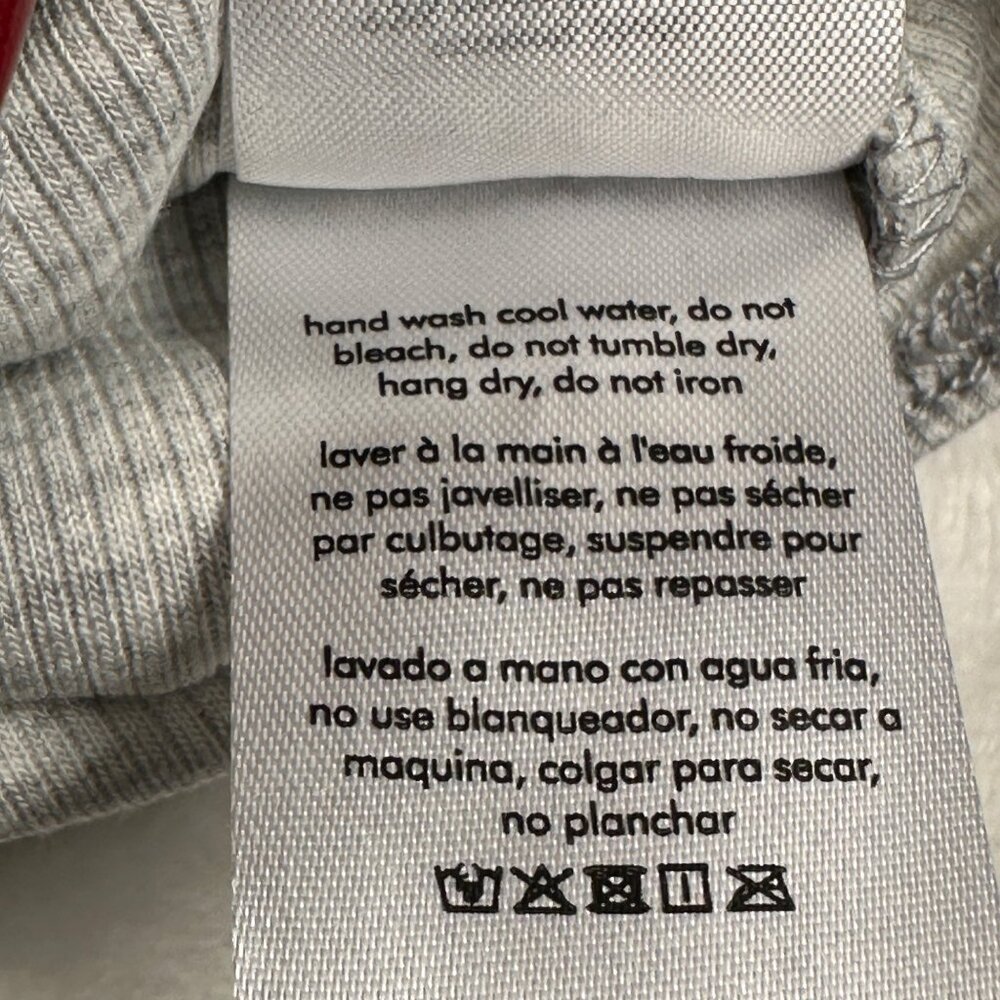 hand wash cool water, do not
bleach, do not tumble dry,
hang dry, do not iron
laver à la main à l'eau froide,
ne pas javelliser, ne pas sécher
par culbutage, suspendre pour
sécher, ne pas repasser
lavado a mano con agua fria,
no use blanqueador, no secar a
maquina, colgar para secar,
no planchar